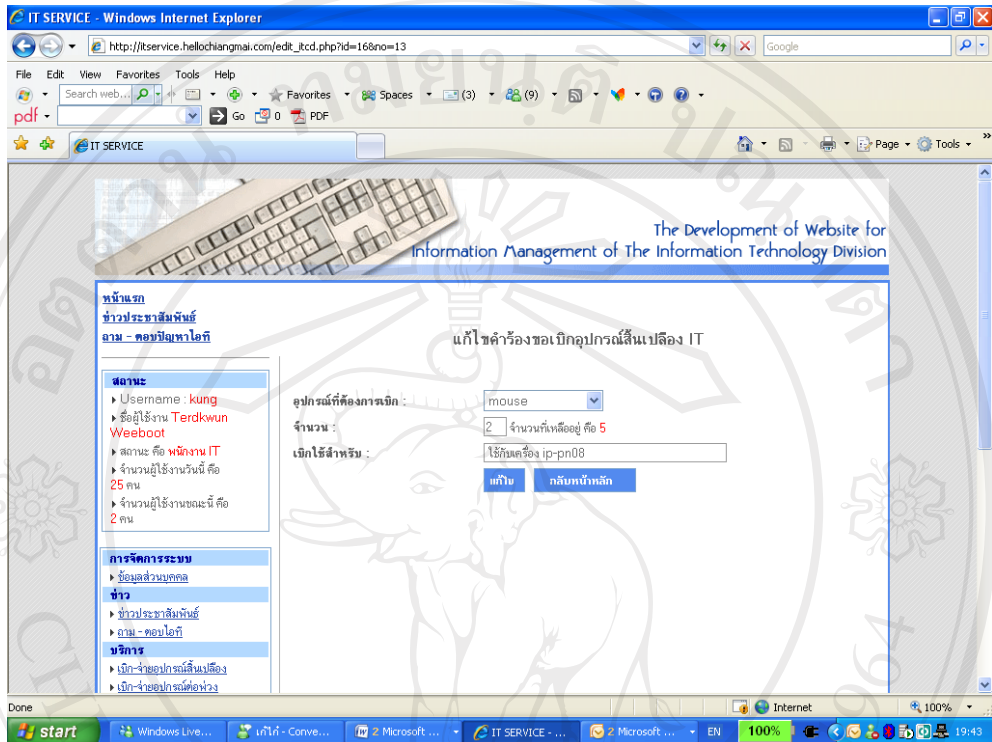 IT SERVICE - Windows Internet Explorer
http://itservice.hellochiangmai.com/edit_itcd.php?id=16&no=13
Google
File Edit View Favorites Tools Help
Search web... Favorites Spaces (3) (9)
pdf Go 0 PDF
IT SERVICE
Page Tools
The Development of Website for
Information Management of The Information Technology Division
หน้าแรก
ข่าวประชาสัมพันธ์
ถาม - ตอบปัญหาไอที
แก้ไขคำร้องขอเบิกอุปกรณ์สิ้นเปลือง IT
สถานะ
Username : kung
ชื่อผู้ใช้งาน Terdkwun
Weeboot
สถานะ คือ พนักงาน IT
จำนวนผู้ใช้งานวันนี้ คือ
25 คน
จำนวนผู้ใช้งานขณะนี้ คือ
2 คน
อุปกรณ์ที่ต้องการเบิก : mouse
จำนวน : 2 จำนวนที่เหลืออยู่ คือ 5
เบิกใช้สำหรับ : ใช้กับเครื่อง ip-pn08
แก้ไข กลับหน้าหลัก
การจัดการระบบ
ข้อมูลส่วนบุคคล
ข่าว
ข่าวประชาสัมพันธ์
ถาม - ตอบไอที
บริการ
เบิก-จ่ายอุปกรณ์สิ้นเปลือง
เบิก-จ่ายอุปกรณ์ต่อพ่วง
Done Internet 100%
start Windows Live... เก๋ไก๋ - Conve... 2 Microsoft ... IT SERVICE - ... 2 Microsoft ... EN 100% 19:43